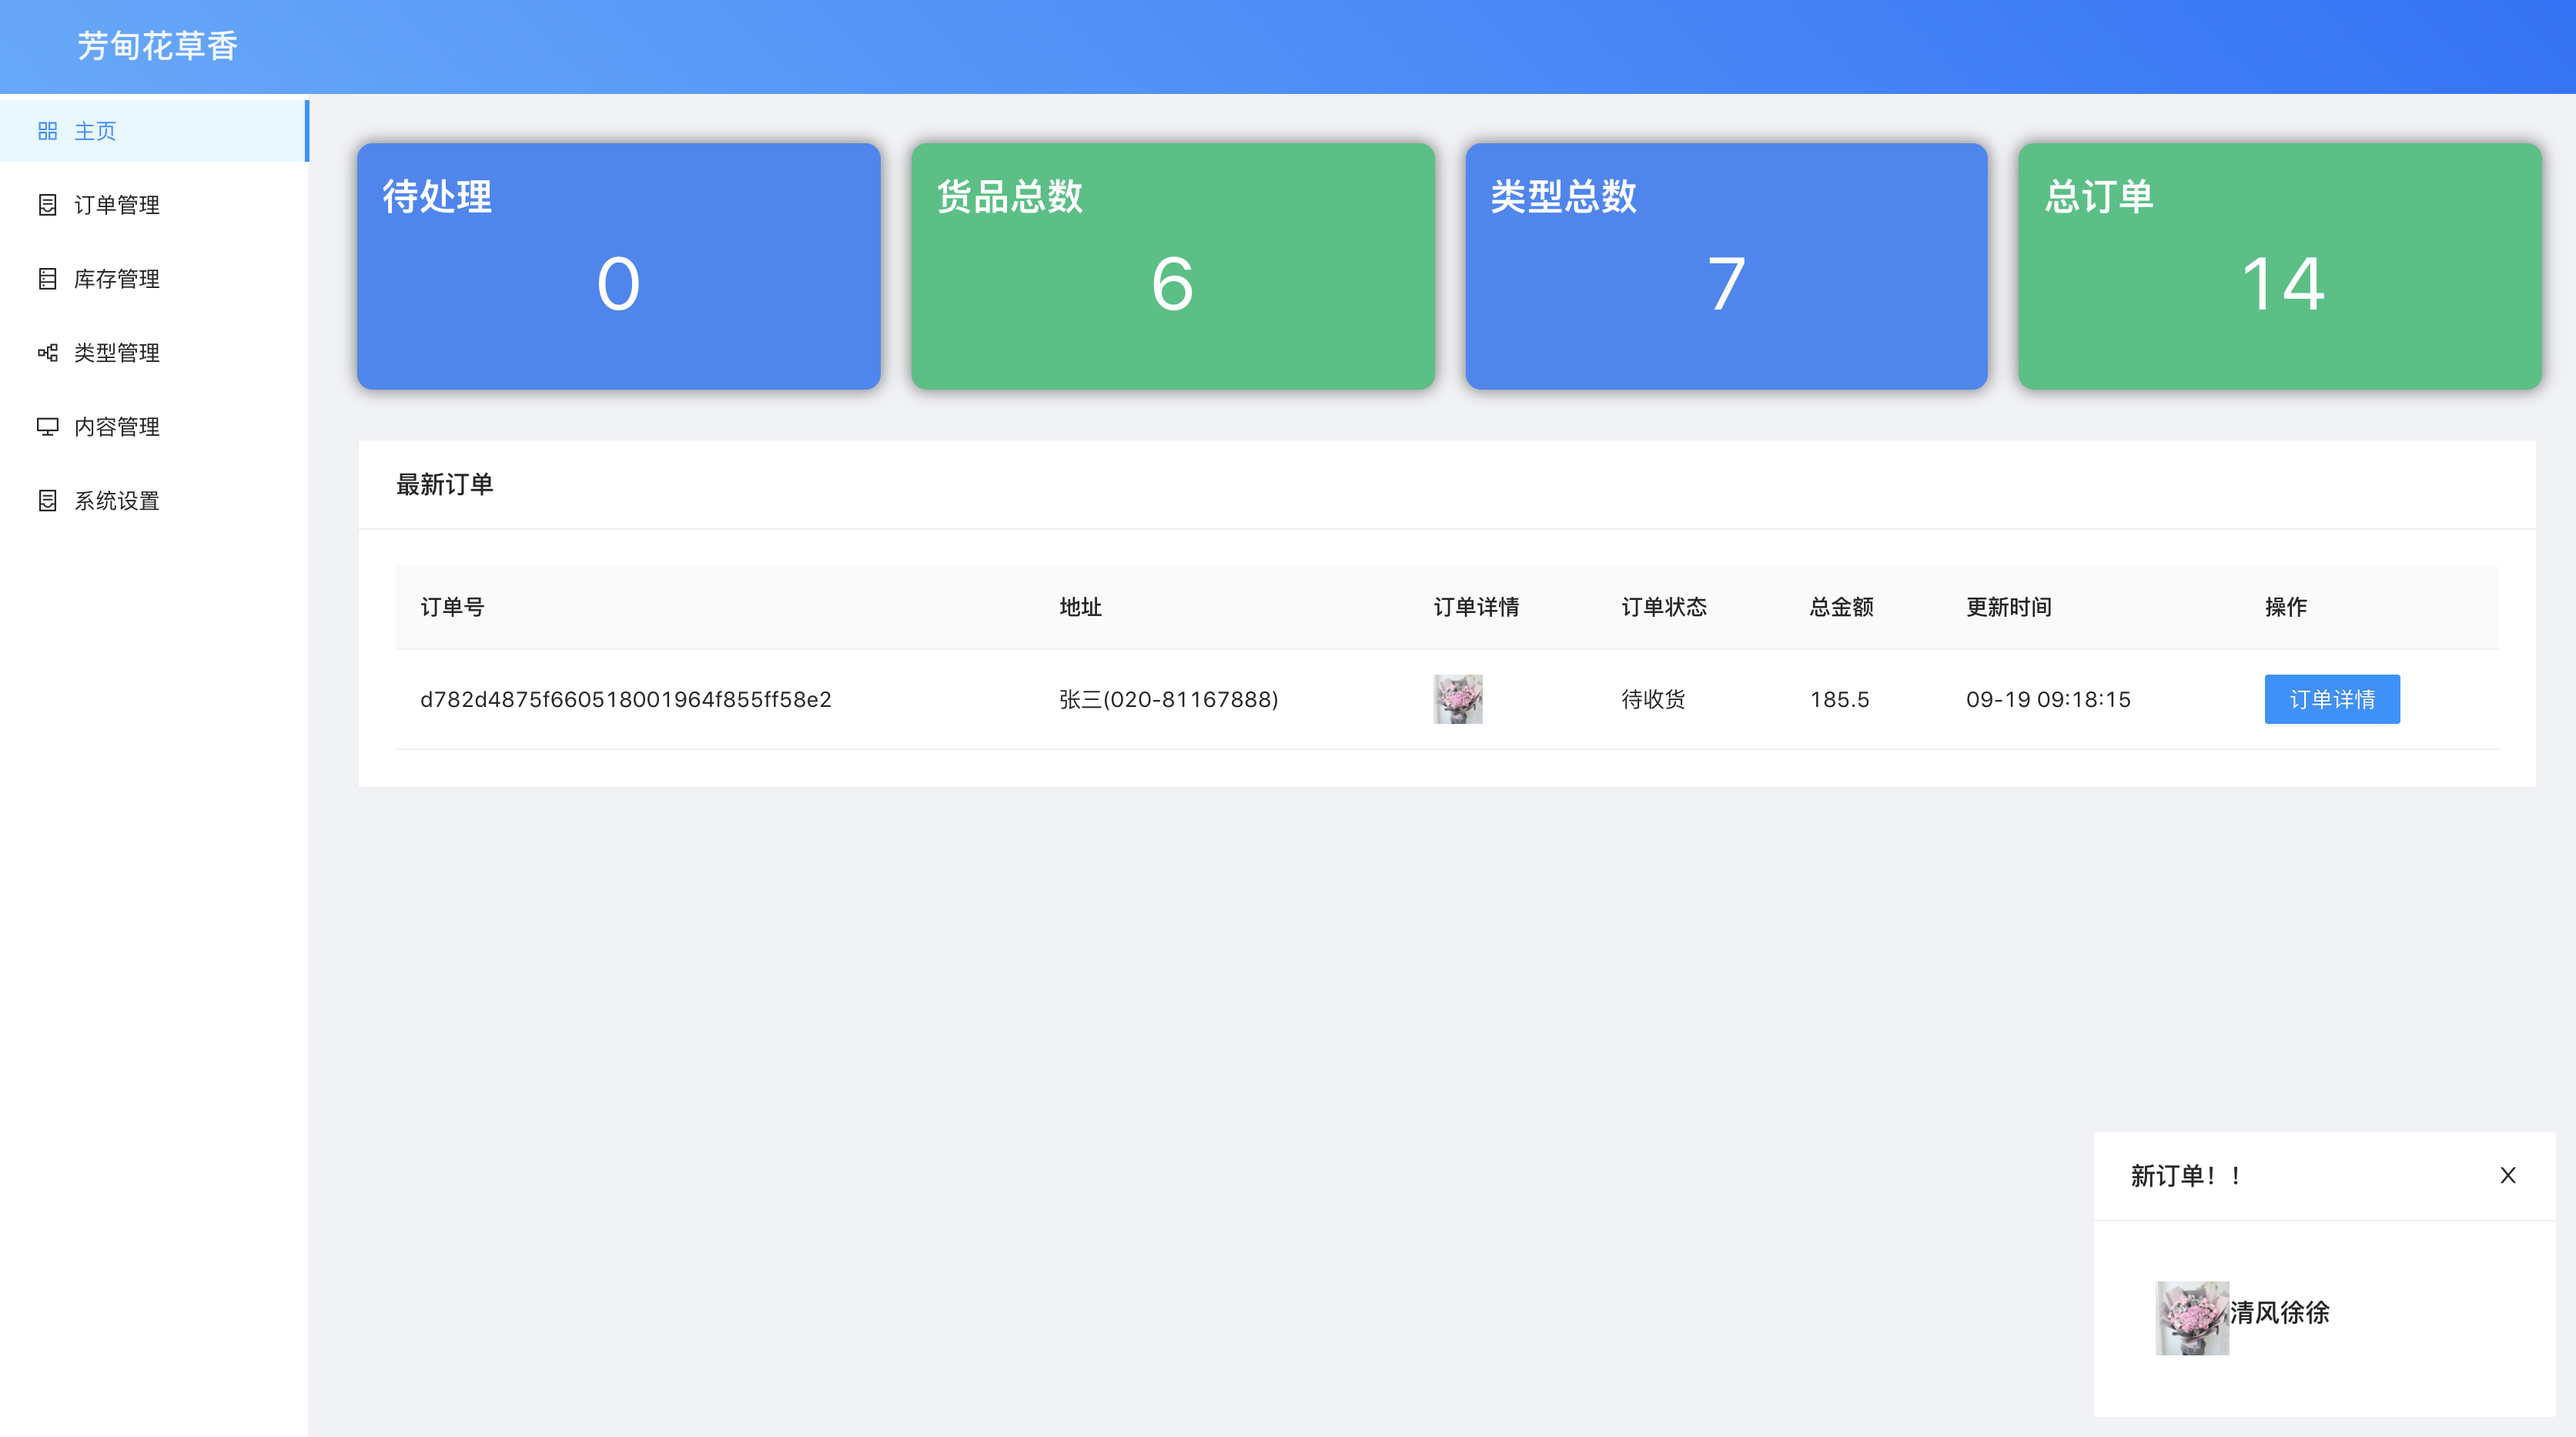 芳甸花草香
主页
订单管理
库存管理
类型管理
内容管理
系统设置
待处理
0
货品总数
6
类型总数
7
总订单
14
最新订单
订单号 地址 订单详情 订单状态 总金额 更新时间 操作
d782d4875f660518001964f855ff58e2 张三(020-81167888) 待收货 185.5 09-19 09:18:15 订单详情
新订单！！ X
清风徐徐